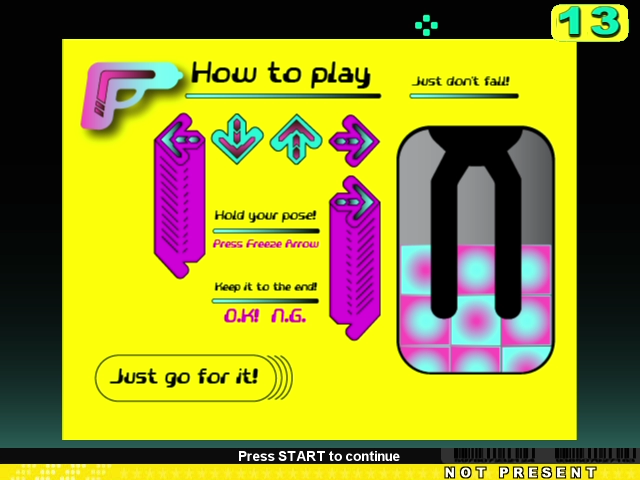 13
How to play
Just don't fall!
Hold your pose!
Press Freeze Arrow
Keep it to the end!
O.K! N.G.
Just go for it!
Press START to continue
NOT PRESENT